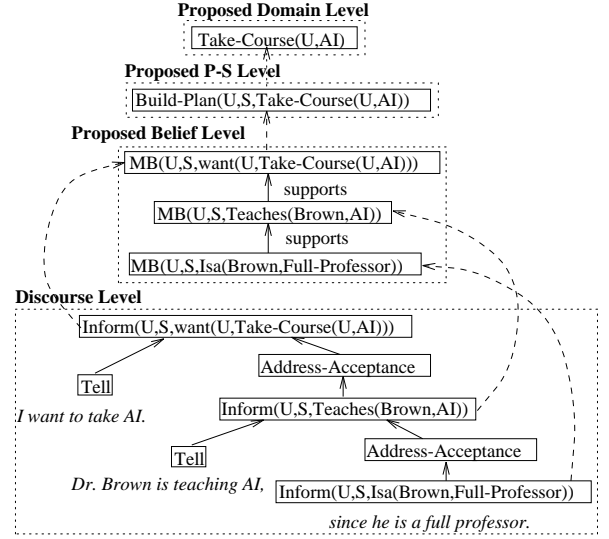 Proposed Domain Level
Take-Course(U,AI)
Proposed P-S Level
Build-Plan(U,S,Take-Course(U,AI))
Proposed Belief Level
MB(U,S,want(U,Take-Course(U,AI)))
supports
MB(U,S,Teaches(Brown,AI))
supports
MB(U,S,Isa(Brown,Full-Professor))
Discourse Level
Inform(U,S,want(U,Take-Course(U,AI)))
Address-Acceptance
Tell
Inform(U,S,Teaches(Brown,AI))
I want to take AI.
Address-Acceptance
Tell
Dr. Brown is teaching AI,
Inform(U,S,Isa(Brown,Full-Professor))
since he is a full professor.